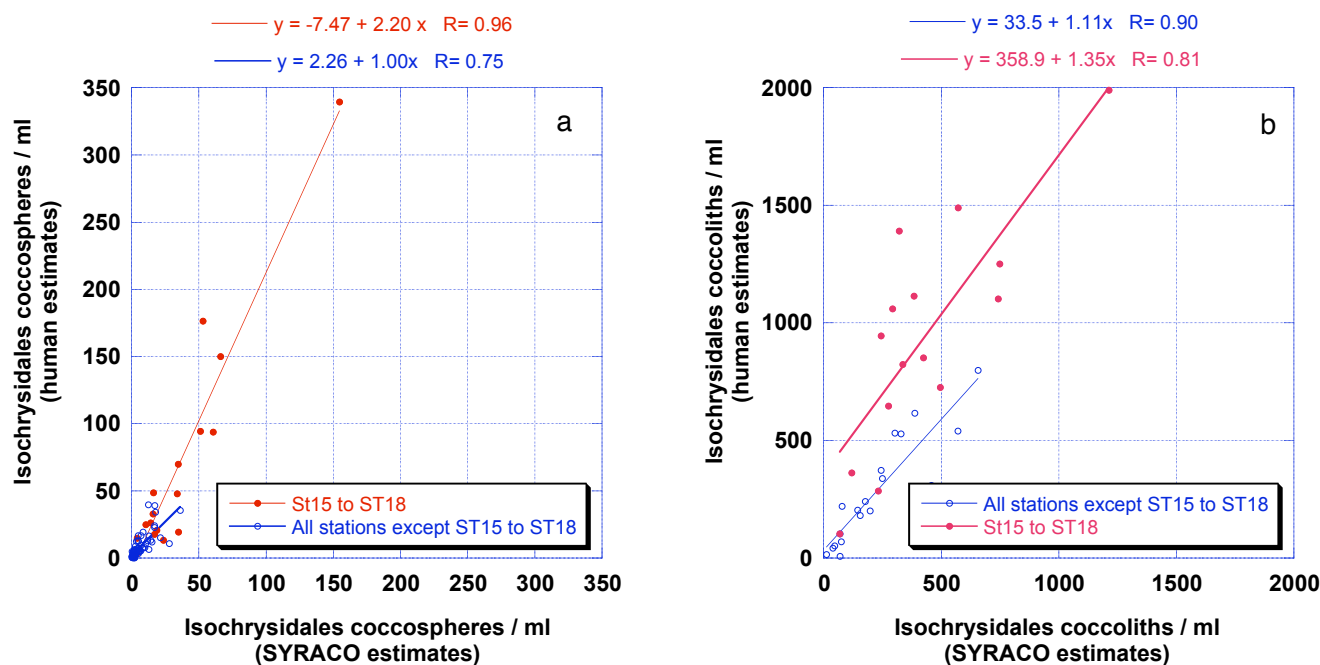 y = -7.47 + 2.20 x R= 0.96
y = 2.26 + 1.00x R= 0.75
350
300
250
200
150
100
50
0
Isochrysidales coccospheres / ml
(human estimates)
a
St15 to ST18
All stations except ST15 to ST18
0 50 100 150 200 250 300 350
Isochrysidales coccospheres / ml
(SYRACO estimates)
y = 33.5 + 1.11x R= 0.90
y = 358.9 + 1.35x R= 0.81
2000
1500
1000
500
0
Isochrysidales coccoliths / ml
(human estimates)
b
All stations except ST15 to ST18
St15 to ST18
0 500 1000 1500 2000
Isochrysidales coccoliths / ml
(SYRACO estimates)